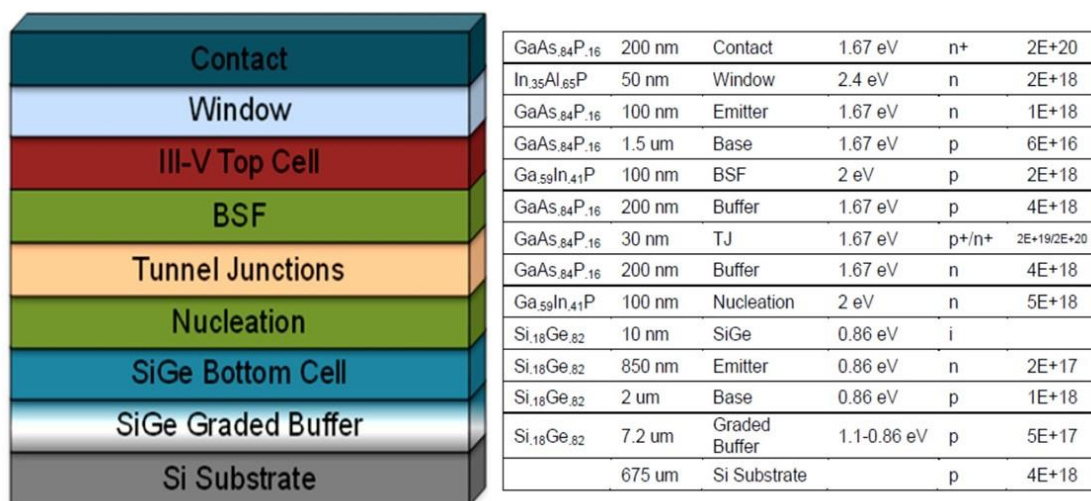 Contact
Window
III-V Top Cell
BSF
Tunnel Junctions
Nucleation
SiGe Bottom Cell
SiGe Graded Buffer
Si Substrate
GaAs.84P.16 200 nm Contact 1.67 eV n+ 2E+20
In.35Al.65P 50 nm Window 2.4 eV n 2E+18
GaAs.84P.16 100 nm Emitter 1.67 eV n 1E+18
GaAs.84P.16 1.5 um Base 1.67 eV p 6E+16
Ga.59In.41P 100 nm BSF 2 eV p 2E+18
GaAs.84P.16 200 nm Buffer 1.67 eV p 4E+18
GaAs.84P.16 30 nm TJ 1.67 eV p+/n+ 2E+19/2E+20
GaAs.84P.16 200 nm Buffer 1.67 eV n 4E+18
Ga.59In.41P 100 nm Nucleation 2 eV n 5E+18
Si.18Ge.82 10 nm SiGe 0.86 eV i
Si.18Ge.82 850 nm Emitter 0.86 eV n 2E+17
Si.18Ge.82 2 um Base 0.86 eV p 1E+18
Si.18Ge.82 7.2 um Graded Buffer 1.1-0.86 eV p 5E+17
675 um Si Substrate p 4E+18